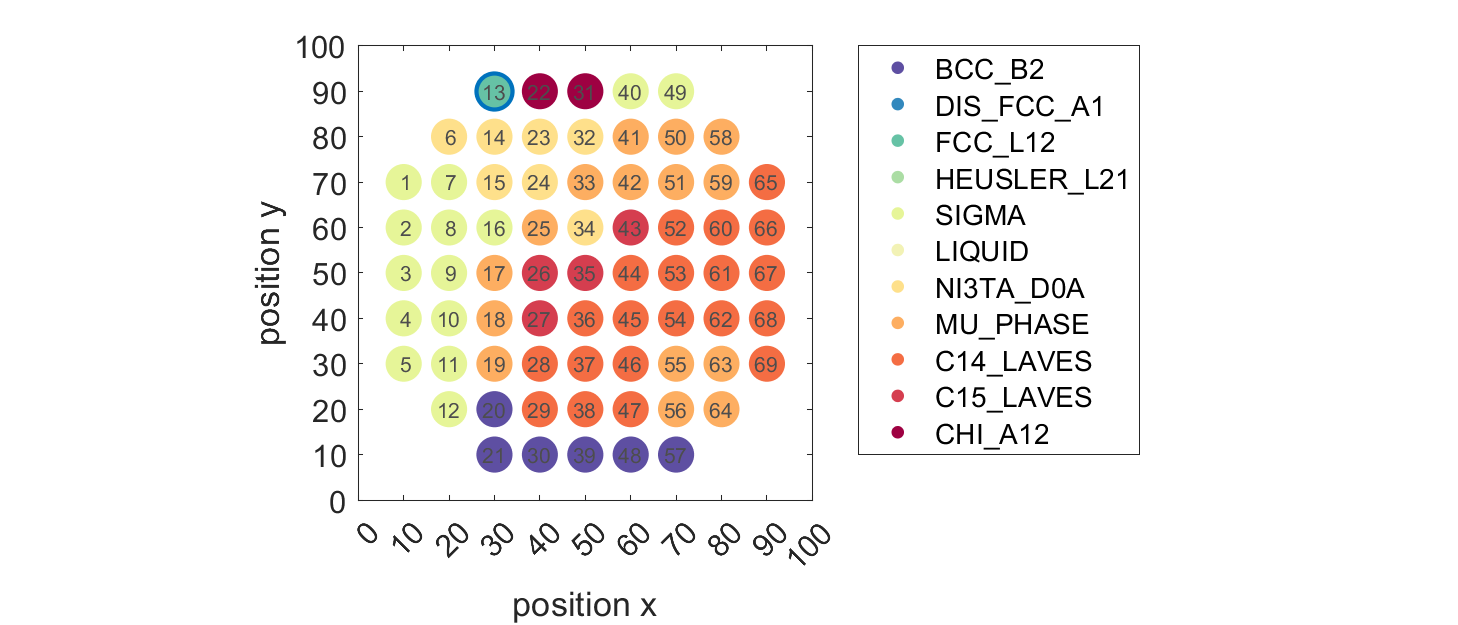 100
90
80
70
60
50
40
30
20
10
0
position y
13 22 31 40 49
6 14 23 32 41 50 58
1 7 15 24 33 42 51 59 65
2 8 16 25 34 43 52 60 66
3 9 17 26 35 44 53 61 67
4 10 18 27 36 45 54 62 68
5 11 19 28 37 46 55 63 69
12 20 29 38 47 56 64
21 30 39 48 57
0 10 20 30 40 50 60 70 80 90 100
position x
BCC_B2
DIS_FCC_A1
FCC_L12
HEUSLER_L21
SIGMA
LIQUID
NI3TA_D0A
MU_PHASE
C14_LAVES
C15_LAVES
CHI_A12